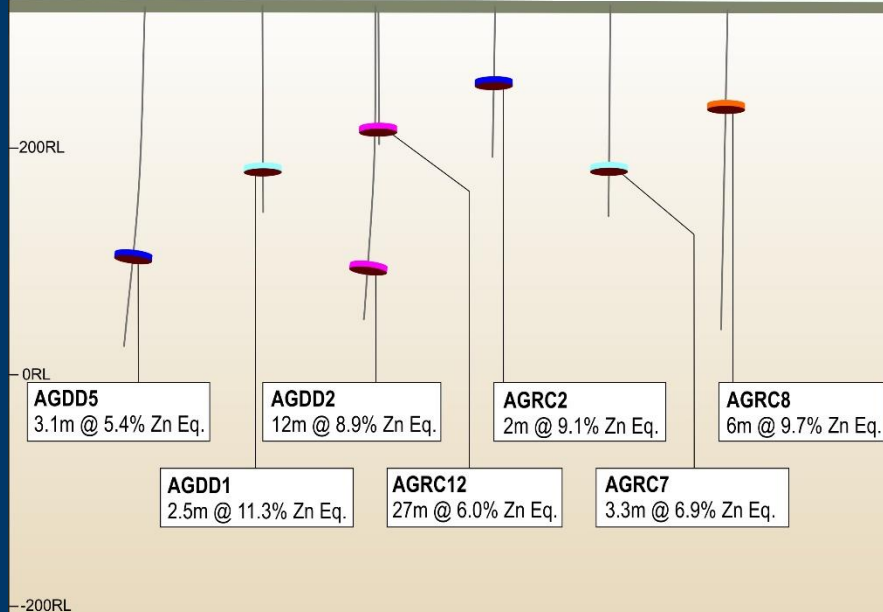 200RL
0RL
AGDD5
3.1m @ 5.4% Zn Eq.
AGDD2
12m @ 8.9% Zn Eq.
AGRC2
2m @ 9.1% Zn Eq.
AGRC8
6m @ 9.7% Zn Eq.
AGDD1
2.5m @ 11.3% Zn Eq.
AGRC12
27m @ 6.0% Zn Eq.
AGRC7
3.3m @ 6.9% Zn Eq.
-200RL